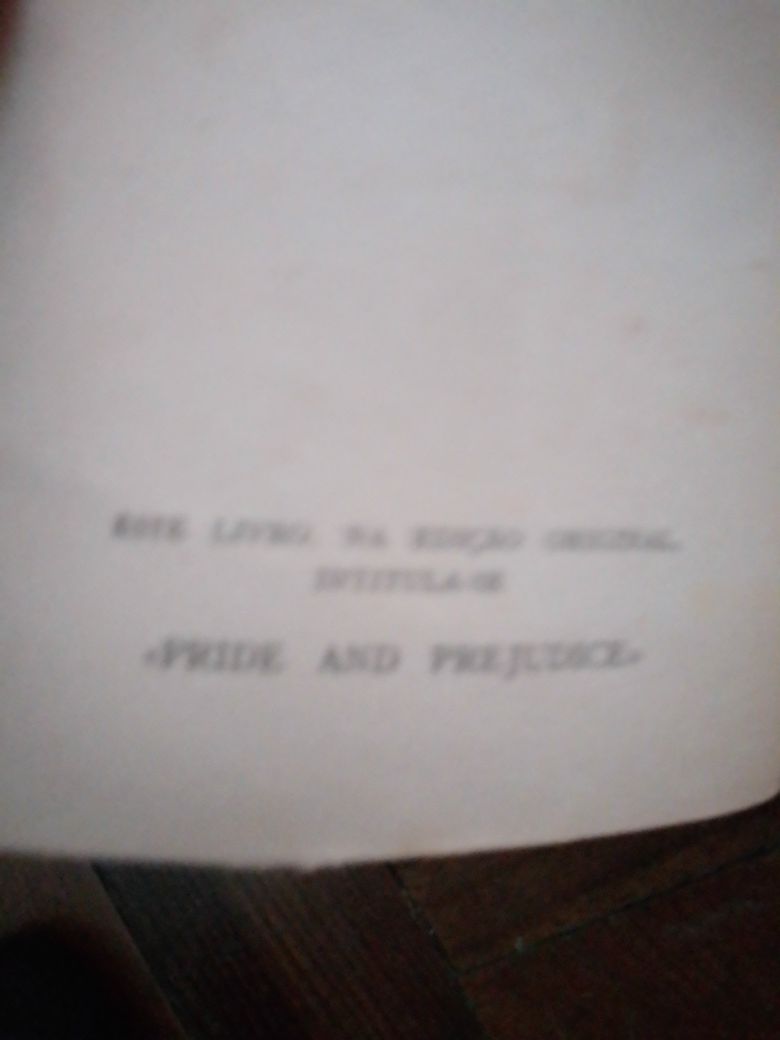 ESTE LIVRO, NA EDIÇÃO ORIGINAL
INTITULA-SE
«PRIDE AND PREJUDICE»